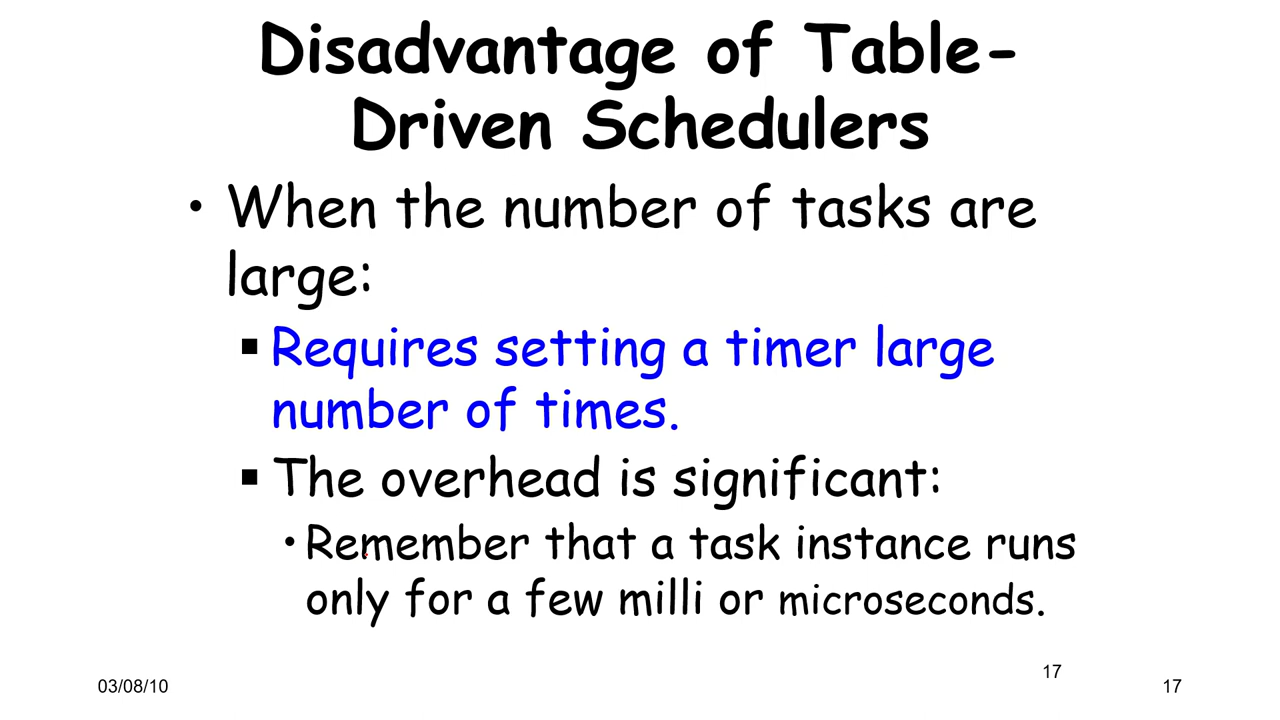 Disadvantage of Table-
Driven Schedulers
• When the number of tasks are
large:
▪ Requires setting a timer large
number of times.
▪ The overhead is significant:
• Remember that a task instance runs
only for a few milli or microseconds.
17
03/08/10
17